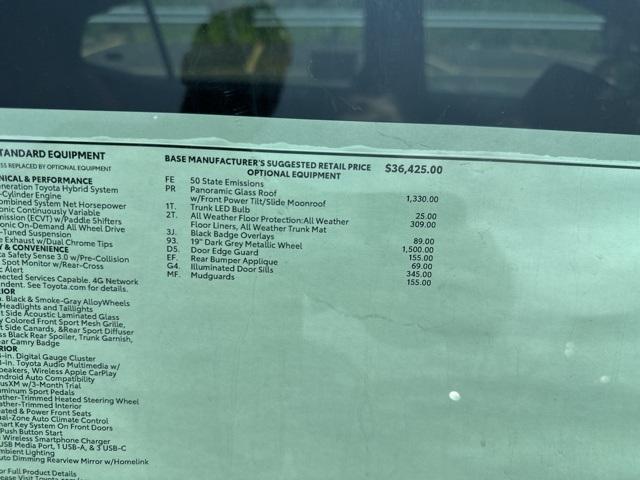 TANDARD EQUIPMENT
SS REPLACED BY OPTIONAL EQUIPMENT
NICAL & PERFORMANCE
neration Toyota Hybrid System
-Cylinder Engine
ombined System Net Horsepower
onic Continuously Variable
mission (ECVT) w/Paddle Shifters
onic On-Demand All Wheel Drive
-Tuned Suspension
e Exhaust w/Dual Chrome Tips
Y & CONVENIENCE
ta Safety Sense 3.0 w/Pre-Collision
Spot Monitor w/Rear-Cross
c Alert
nected Services Capable, 4G Network
ndent. See Toyota.com for details.
IOR
. Black & Smoke-Gray AlloyWheels
Headlights and Taillights
t Side Acoustic Laminated Glass
y Colored Front Sport Mesh Grille,
t Side Canards, &Rear Sport Diffuser
ss Black Rear Spoiler, Trunk Garnish,
ar Camry Badge
RIOR
-in. Digital Gauge Cluster
-in. Toyota Audio Multimedia w/
peakers, Wireless Apple CarPlay
ndroid Auto Compatibility
usXM w/3-Month Trial
uminum Sport Pedals
ather-Trimmed Heated Steering Wheel
ather-Trimmed Interior
ated & Power Front Seats
ual-Zone Auto Climate Control
mart Key System On Front Doors
Push Button Start
Wireless Smartphone Charger
USB Media Port, 1 USB-A, & 3 USB-C
mbient Lighting
uto Dimming Rearview Mirror w/Homelink
or Full Product Details
ease Visit Toyota.com/
BASE MANUFACTURER'S SUGGESTED RETAIL PRICE $36,425.00
OPTIONAL EQUIPMENT
FE 50 State Emissions
PR Panoramic Glass Roof
w/Front Power Tilt/Slide Moonroof 1,330.00
1T. Trunk LED Bulb 25.00
2T. All Weather Floor Protection:All Weather 309.00
Floor Liners, All Weather Trunk Mat
3J. Black Badge Overlays 89.00
93. 19" Dark Grey Metallic Wheel 1,500.00
D5. Door Edge Guard 155.00
EF. Rear Bumper Applique 69.00
G4. Illuminated Door Sills 345.00
MF. Mudguards 155.00